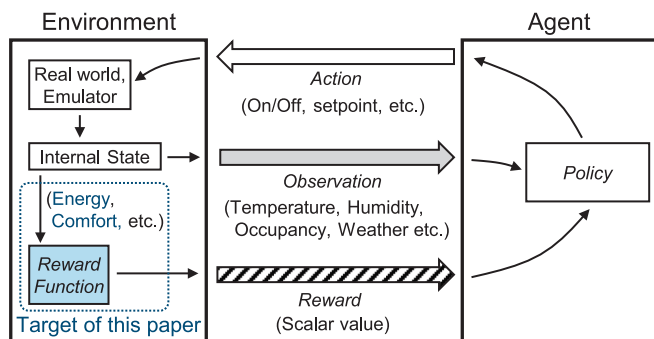 Environment
Agent
Real world,
Emulator
Internal State
(Energy,
Comfort, etc.)
Reward
Function
Target of this paper
Action
(On/Off, setpoint, etc.)
Observation
(Temperature, Humidity,
Occupancy, Weather etc.)
Reward
(Scalar value)
Policy